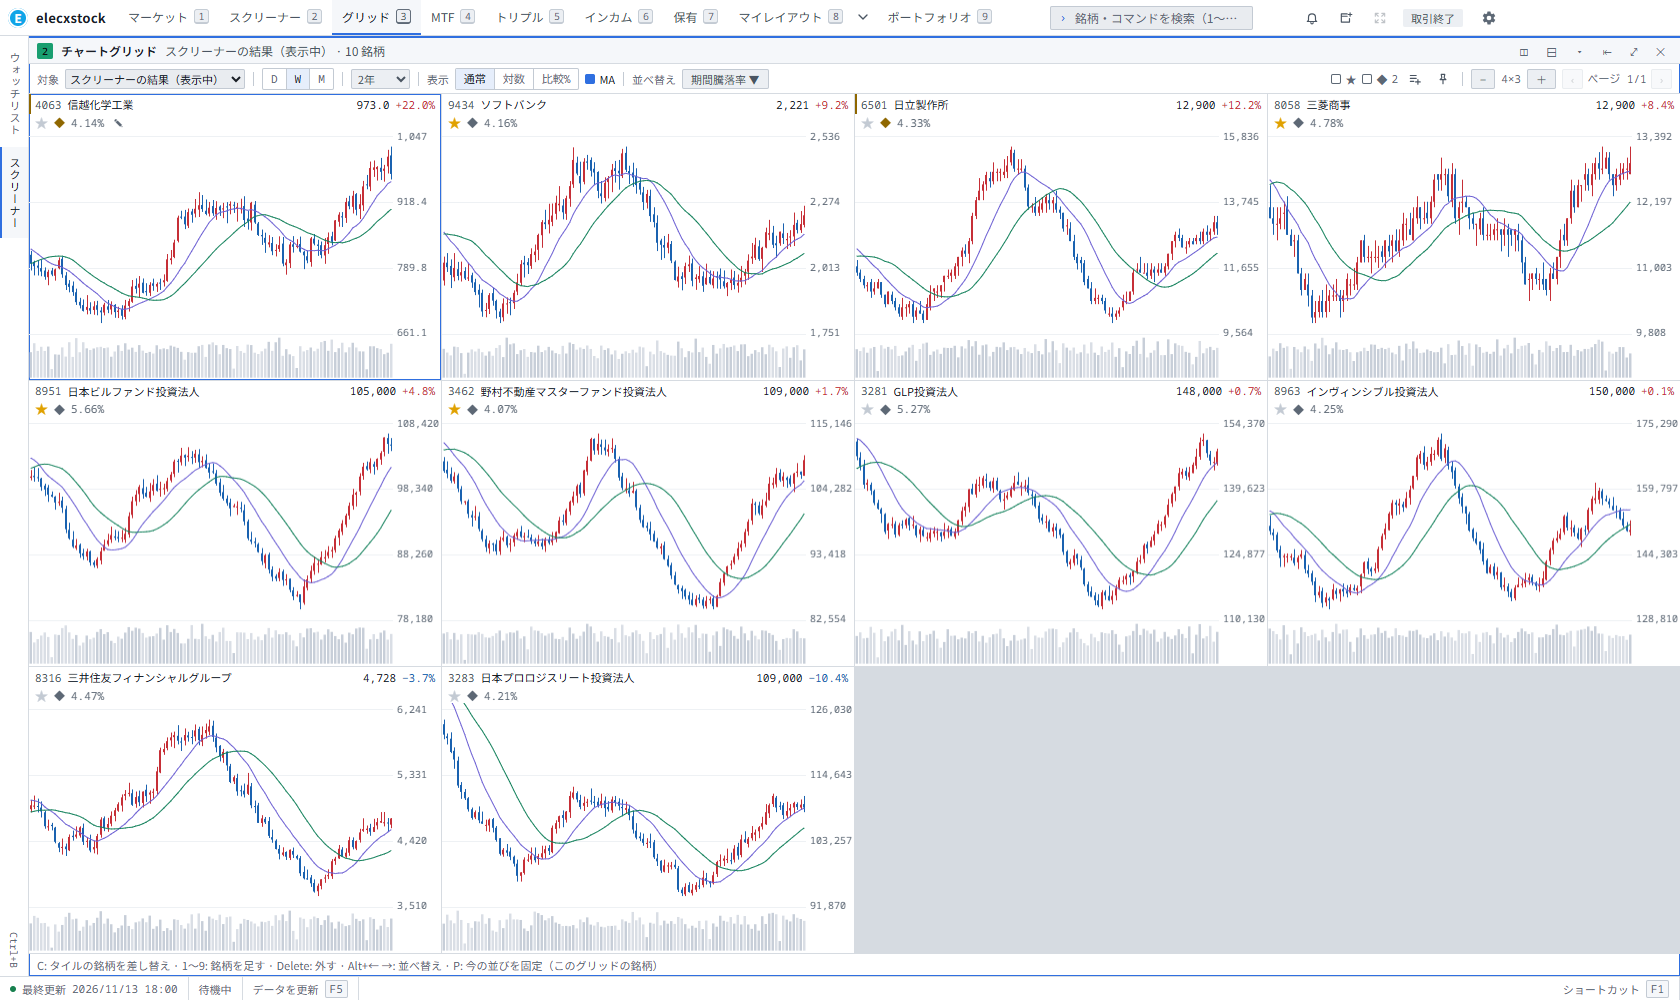 elecxstock マーケット 1 スクリーナー 2 グリッド 3 MTF 4 トリプル 5 インカム 6 保有 7 マイレイアウト 8 ポートフォリオ 9 › 銘柄・コマンドを検索（1〜… 取引終了
ウォッチリスト
スクリーナー
Ctrl+B
2 チャートグリッド スクリーナーの結果（表示中）・10 銘柄
対象 スクリーナーの結果（表示中） D W M 2年 表示 通常 対数 比較% MA 並べ替え 期間騰落率▼ ★ ◆ 2 − 4×3 ＋ ‹ ページ 1/1 ›
4063 信越化学工業 973.0 +22.0%
★ ◆ 4.14%
1,047
918.4
789.8
661.1
9434 ソフトバンク 2,221 +9.2%
★ ◆ 4.16%
2,536
2,274
2,013
1,751
6501 日立製作所 12,900 +12.2%
★ ◆ 4.33%
15,836
13,745
11,655
9,564
8058 三菱商事 12,900 +8.4%
★ ◆ 4.78%
13,392
12,197
11,003
9,808
8951 日本ビルファンド投資法人 105,000 +4.8%
★ ◆ 5.66%
108,420
98,340
88,260
78,180
3462 野村不動産マスターファンド投資法人 109,000 +1.7%
★ ◆ 4.07%
115,146
104,282
93,418
82,554
3281 GLP投資法人 148,000 +0.7%
★ ◆ 5.27%
154,370
139,623
124,877
110,130
8963 インヴィンシブル投資法人 150,000 +0.1%
★ ◆ 4.25%
175,290
159,797
144,303
128,810
8316 三井住友フィナンシャルグループ 4,728 −3.7%
★ ◆ 4.47%
6,241
5,331
4,420
3,510
3283 日本プロロジスリート投資法人 109,000 −10.4%
★ ◆ 4.21%
126,030
114,643
103,257
91,870
C: タイルの銘柄を差し替え・1〜9: 銘柄を足す・Delete: 外す・Alt+← →: 並べ替え・P: 今の並びを固定（このグリッドの銘柄）
最終更新 2026/11/13 18:00 待機中 データを更新 F5 ショートカット F1